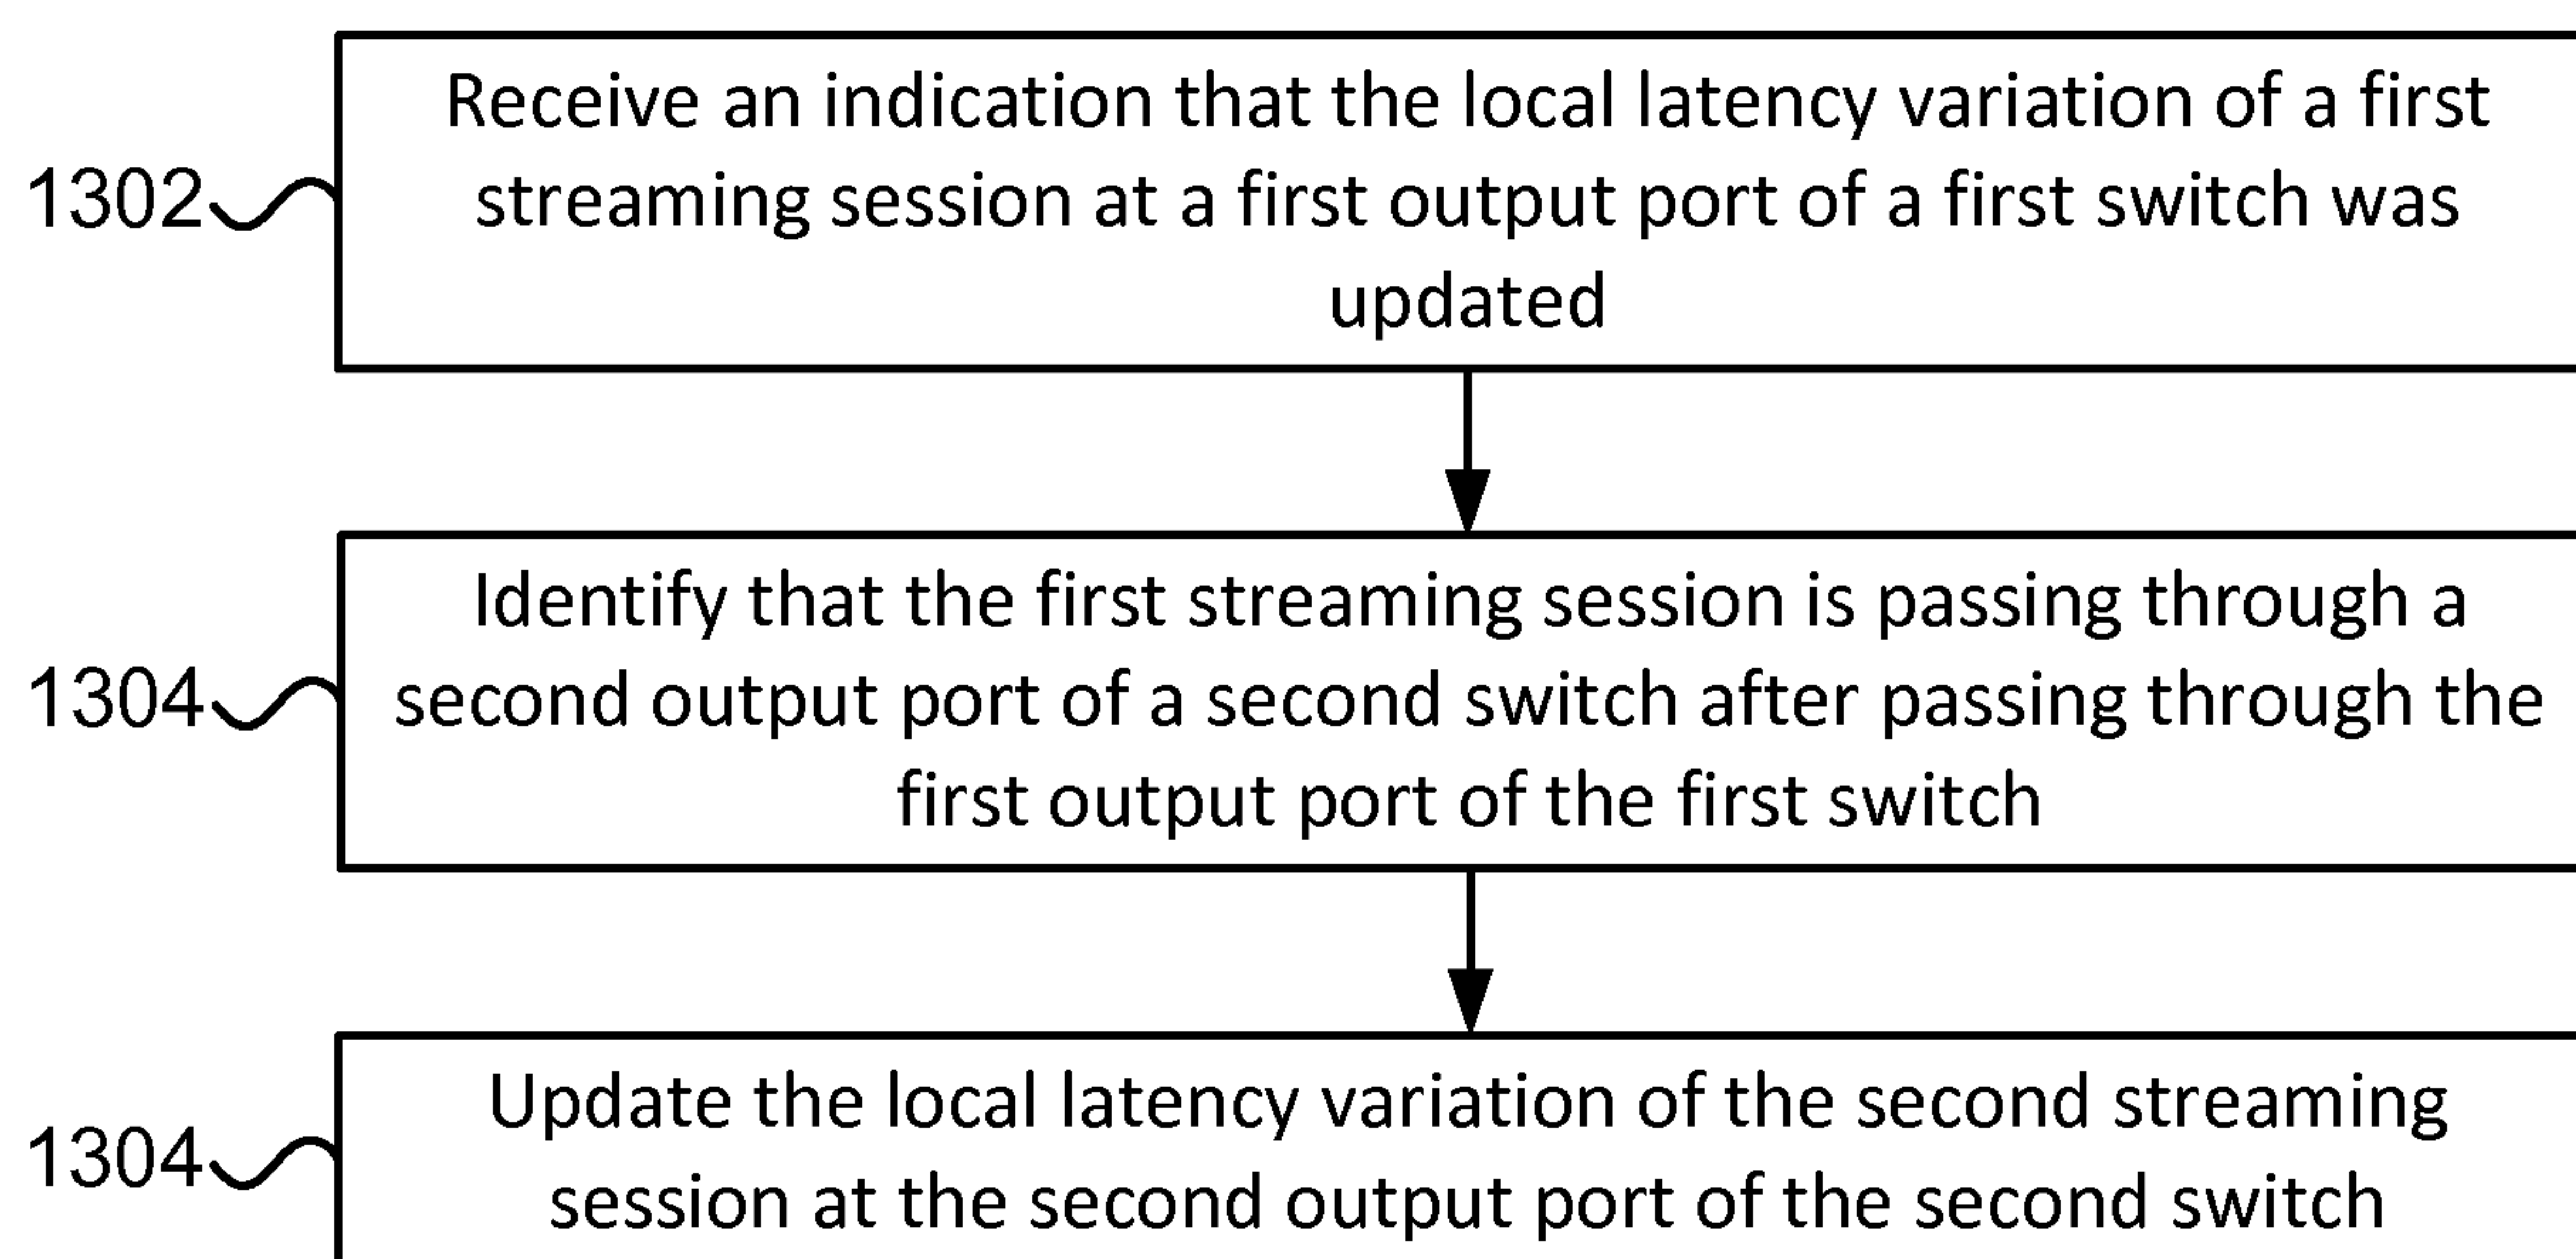 Receive an indication that the local latency variation of a first
1302
streaming session at a first output port of a first switch was
updated
Identify that the first streaming session is passing through a
1304
second output port of a second switch after passing through the
first output port of the first switch
Update the local latency variation of the second streaming
1304
session at the second output port of the second switch